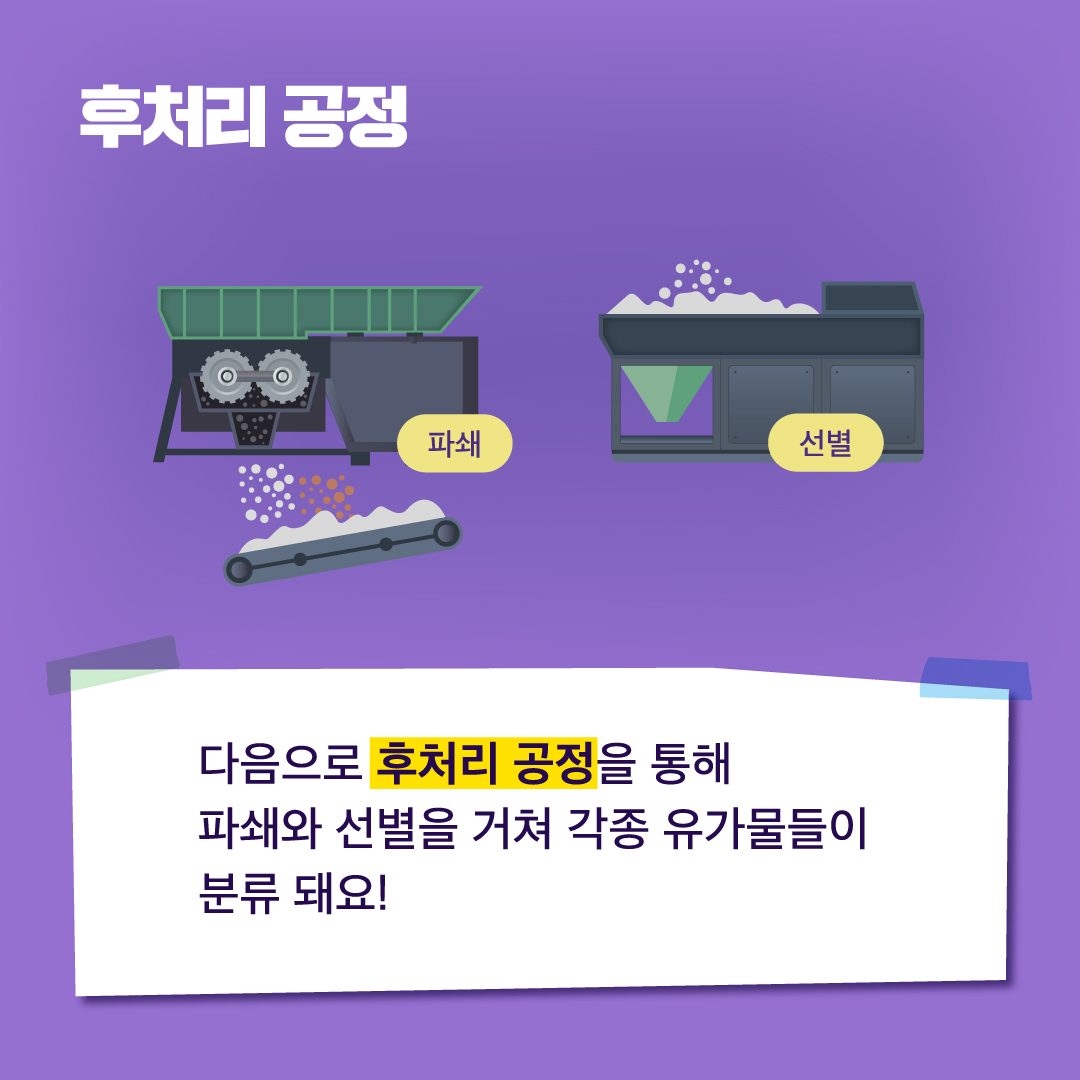 후처리 공정
파쇄
선별
다음으로 후처리 공정을 통해
파쇄와 선별을 거쳐 각종 유가물들이
분류 돼요!